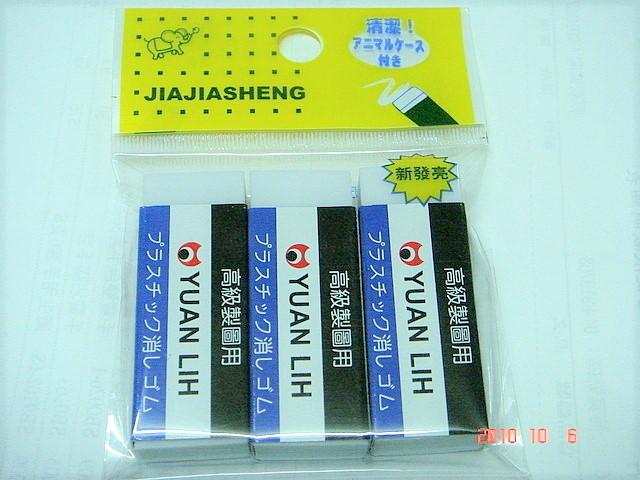 清潔！
アニマルケース
付き
JIAJIASHENG
新發亮
プラスチック消しゴム
YUAN LIH
高級製圖用
プラスチック消しゴム
YUAN LIH
高級製圖用
プラスチック消しゴム
YUAN LIH
高級製圖用
2010 10 6